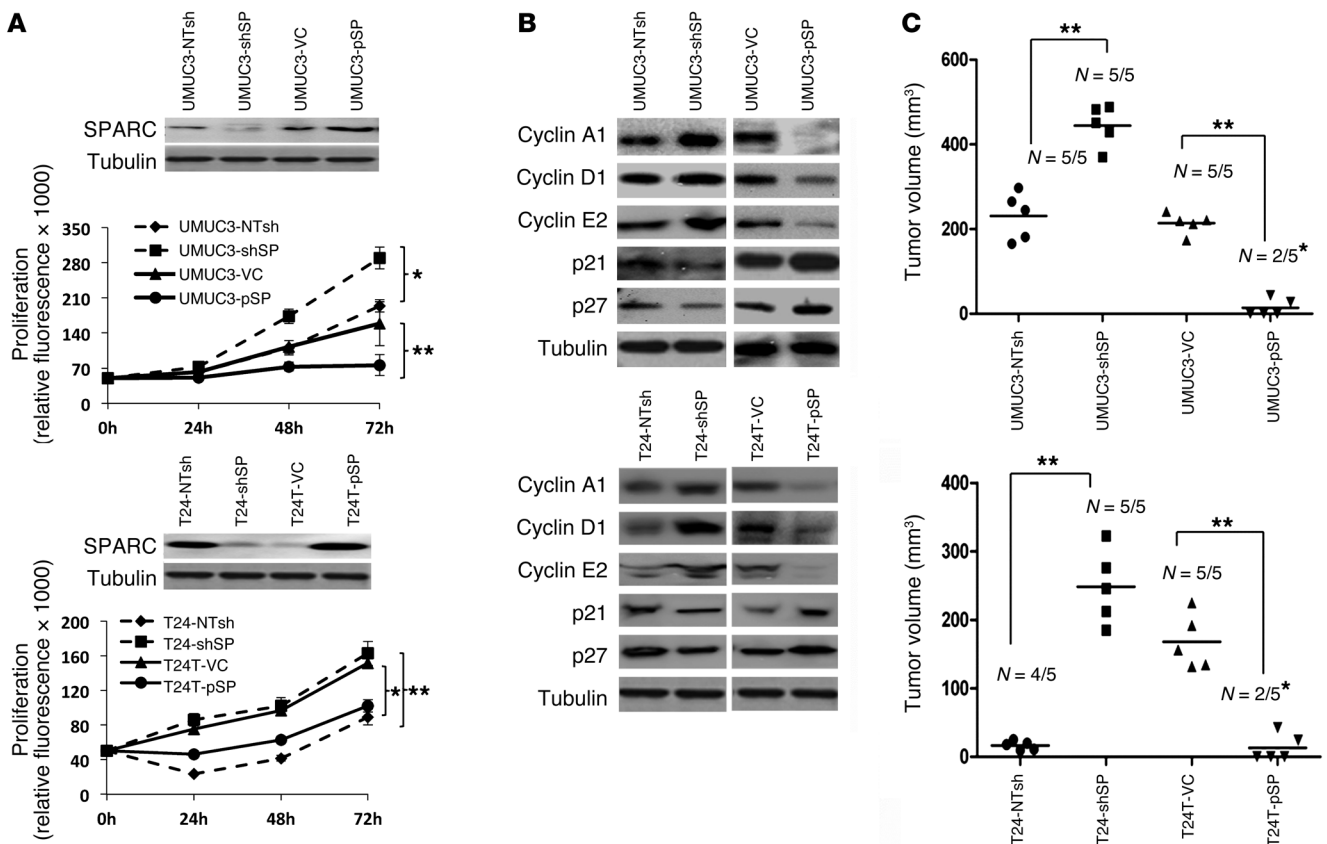 A
UMUC3-NTsh
UMUC3-shSP
UMUC3-VC
UMUC3-pSP
SPARC
Tubulin
Proliferation
(relative fluorescence × 1000)
350
280
210
140
70
0
UMUC3-NTsh
UMUC3-shSP
UMUC3-VC
UMUC3-pSP
*
**
0h 24h 48h 72h
T24-NTsh
T24-shSP
T24T-VC
T24T-pSP
SPARC
Tubulin
Proliferation
(relative fluorescence × 1000)
200
160
120
80
40
0
T24-NTsh
T24-shSP
T24T-VC
T24T-pSP
* **
0h 24h 48h 72h
B
UMUC3-NTsh
UMUC3-shSP
UMUC3-VC
UMUC3-pSP
Cyclin A1
Cyclin D1
Cyclin E2
p21
p27
Tubulin
T24-NTsh
T24-shSP
T24T-VC
T24T-pSP
Cyclin A1
Cyclin D1
Cyclin E2
p21
p27
Tubulin
C
Tumor volume (mm³)
600
400
200
0
**
N = 5/5
N = 5/5
**
N = 5/5
N = 2/5*
UMUC3-NTsh
UMUC3-shSP
UMUC3-VC
UMUC3-pSP
Tumor volume (mm³)
400
300
200
100
0
**
N = 5/5
**
N = 5/5
N = 4/5
N = 2/5*
T24-NTsh
T24-shSP
T24T-VC
T24T-pSP